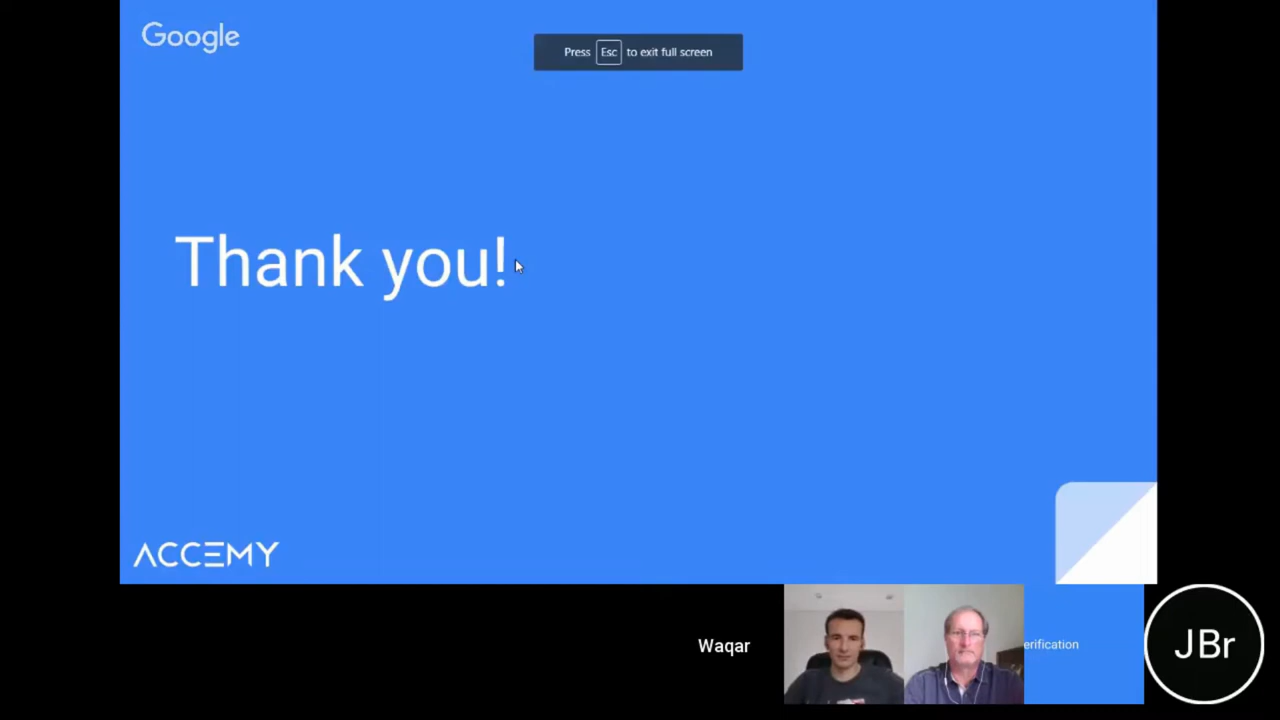 Google
Press Esc to exit full screen
Thank you!
ACCEMY
Waqar
erification
JBr